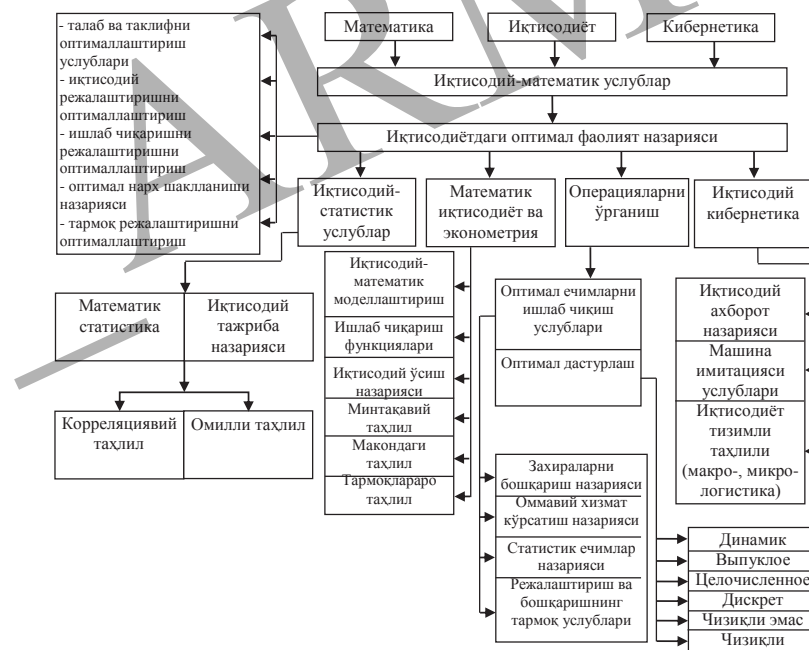 Математика
Иқтисодиёт
Кибернетика
- талаб ва таклифни
оптималлаштириш
услублари
- иқтисодий
режалаштиришни
оптималлаштириш
- ишлаб чиқаришни
режалаштиришни
оптималлаштириш
- оптимал нарх шаклланиши
назарияси
- тармоқ режалаштиришни
оптималлаштириш
Иқтисодий-математик услублар
Иқтисодиётдаги оптимал фаолият назарияси
Иқтисодий-
статистик
услублар
Математик
иқтисодиёт ва
эконометрия
Операцияларни
ўрганиш
Иқтисодий
кибернетика
Математик
статистика
Иқтисодий
тажриба
назарияси
Корреляциявий
таҳлил
Омилли таҳлил
Иқтисодий-
математик
моделлаштириш
Ишлаб чиқариш
функциялари
Иқтисодий ўсиш
назарияси
Минтақавий
таҳлил
Макондаги
таҳлил
Тармоқлараро
таҳлил
Оптимал ечимларни
ишлаб чиқиш
услублари
Оптимал дастурлаш
Захираларни
бошқариш назарияси
Оммавий хизмат
кўрсатиш назарияси
Статистик ечимлар
назарияси
Режалаштириш ва
бошқаришнинг
тармоқ услублари
Иқтисодий
ахборот
назарияси
Машина
имитацияси
услублари
Иқтисодиёт
тизимли
таҳлили
(макро-, микро-
логистика)
Динамик
Выпуклое
Целочисленное
Дискрет
Чизиқли эмас
Чизиқли
ARM